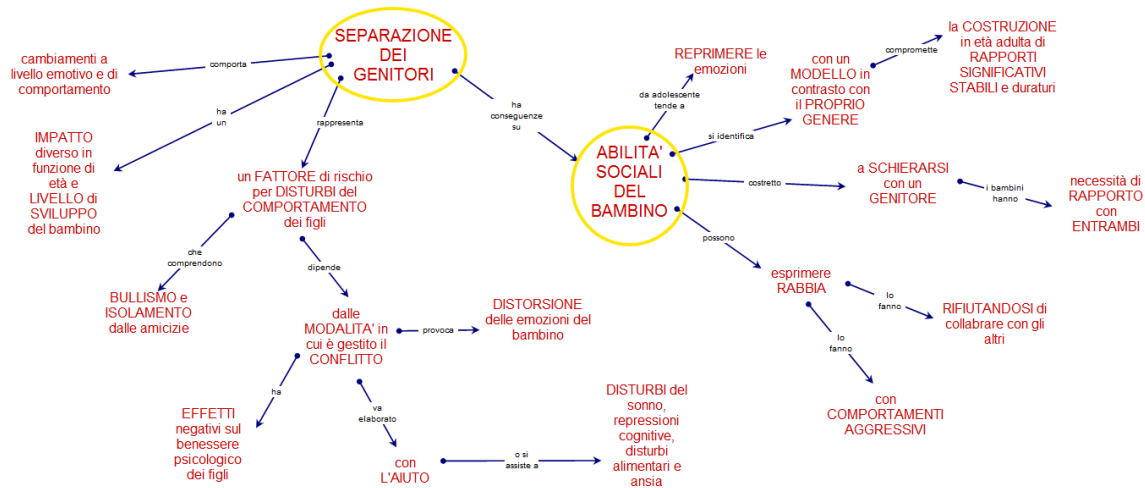 SEPARAZIONE
DEI
GENITORI
comporta
cambiamenti a
livello emotivo e di
comportamento
ha
un
IMPATTO
diverso in
funzione di
età e
LIVELLO di
SVILUPPO
del bambino
rappresenta
un FATTORE di rischio
per DISTURBI del
COMPORTAMENTO
dei figli
che
comprendono
BULLISMO e
ISOLAMENTO
dalle amicizie
dipende
dalle
MODALITA' in
cui è gestito il
CONFLITTO
provoca
DISTORSIONE
delle emozioni del
bambino
ha
EFFETTI
negativi sul
benessere
psicologico
dei figli
va
elaborato
con
L'AIUTO
o si
assiste a
DISTURBI del
sonno,
repressioni
cognitive,
disturbi
alimentari e
ansia
ha
conseguenze
su
ABILITA'
SOCIALI
DEL
BAMBINO
da adolescente
tende a
REPRIMERE le
emozioni
si identifica
con un
MODELLO in
contrasto con
il PROPRIO
GENERE
compromette
la COSTRUZIONE
in età adulta di
RAPPORTI
SIGNIFICATIVI
STABILI e duraturi
costretto
a SCHIERARSI
con un
GENITORE
i bambini
hanno
necessità di
RAPPORTO
con
ENTRAMBI
possono
esprimere
RABBIA
lo
fanno
RIFIUTANDOSI di
collabrare con gli
altri
lo
fanno
con
COMPORTAMENTI
AGGRESSIVI